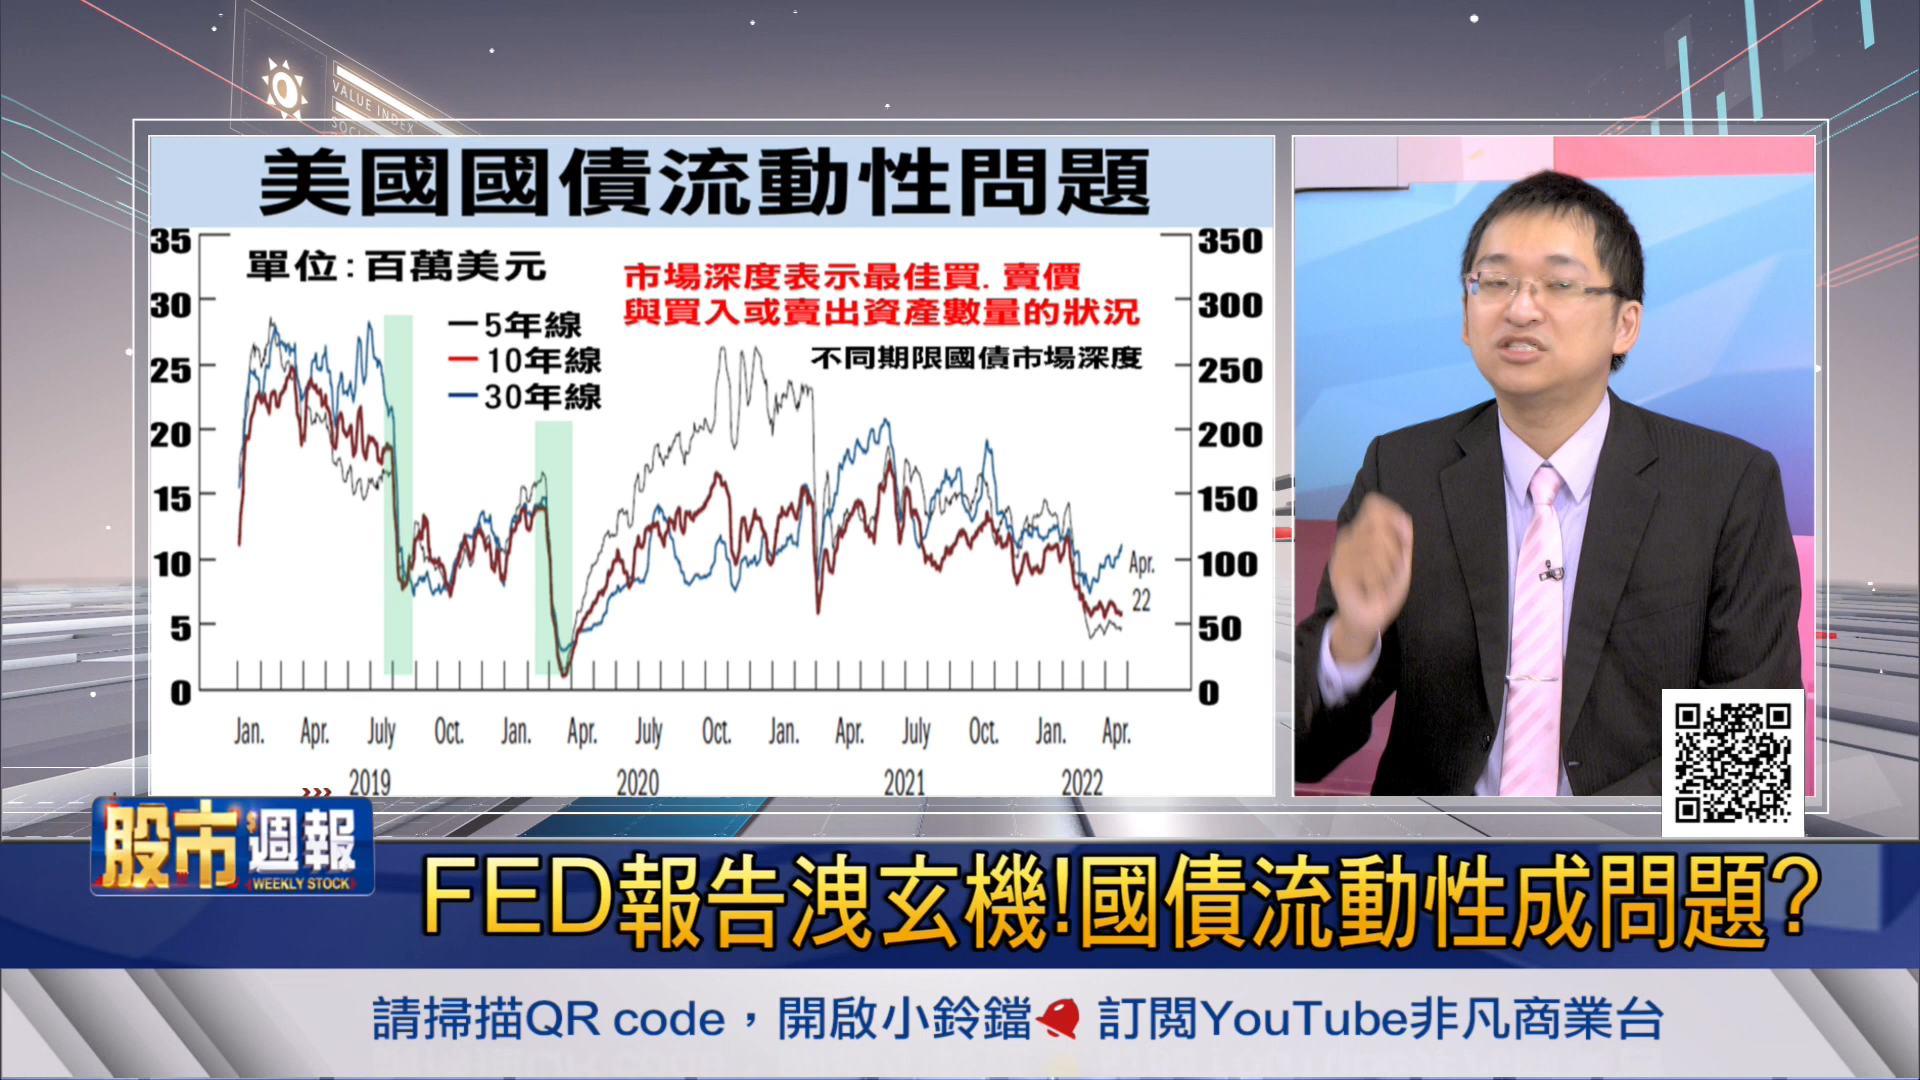 VALUE INDEX
美國國債流動性問題
單位:百萬美元
市場深度表示最佳買.賣價
與買入或賣出資產數量的狀況
不同期限國債市場深度
5年線
10年線
30年線
35
30
25
20
15
10
5
0
350
300
250
200
150
100
50
0
Apr.
22
Jan. Apr. July Oct. Jan. Apr. July Oct. Jan. Apr. July Oct. Jan. Apr.
2019 2020 2021 2022
股市週報
WEEKLY STOCK
FED報告洩玄機!國債流動性成問題?
請掃描QR code，開啟小鈴鐺 訂閱YouTube非凡商業台